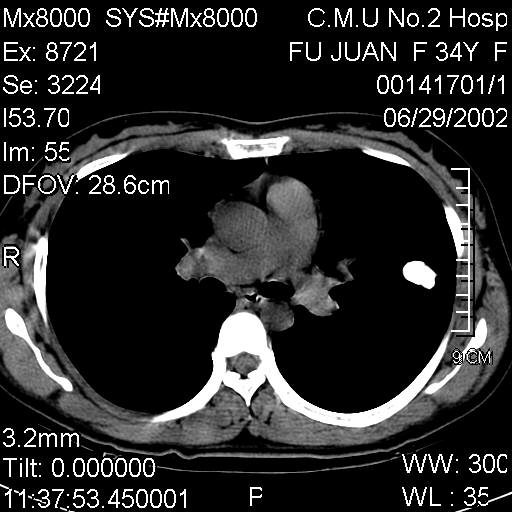 Mx8000 SYS#Mx8000
C.M.U No.2 Hosp
Ex: 8721
FU JUAN F 34Y F
Se: 3224
00141701/1
I53.70
06/29/2002
Im: 55
DFOV: 28.6cm
R
9 CM
3.2mm
Tilt: 0.000000
WW: 300
11:37:53.450001
P
WL : 35